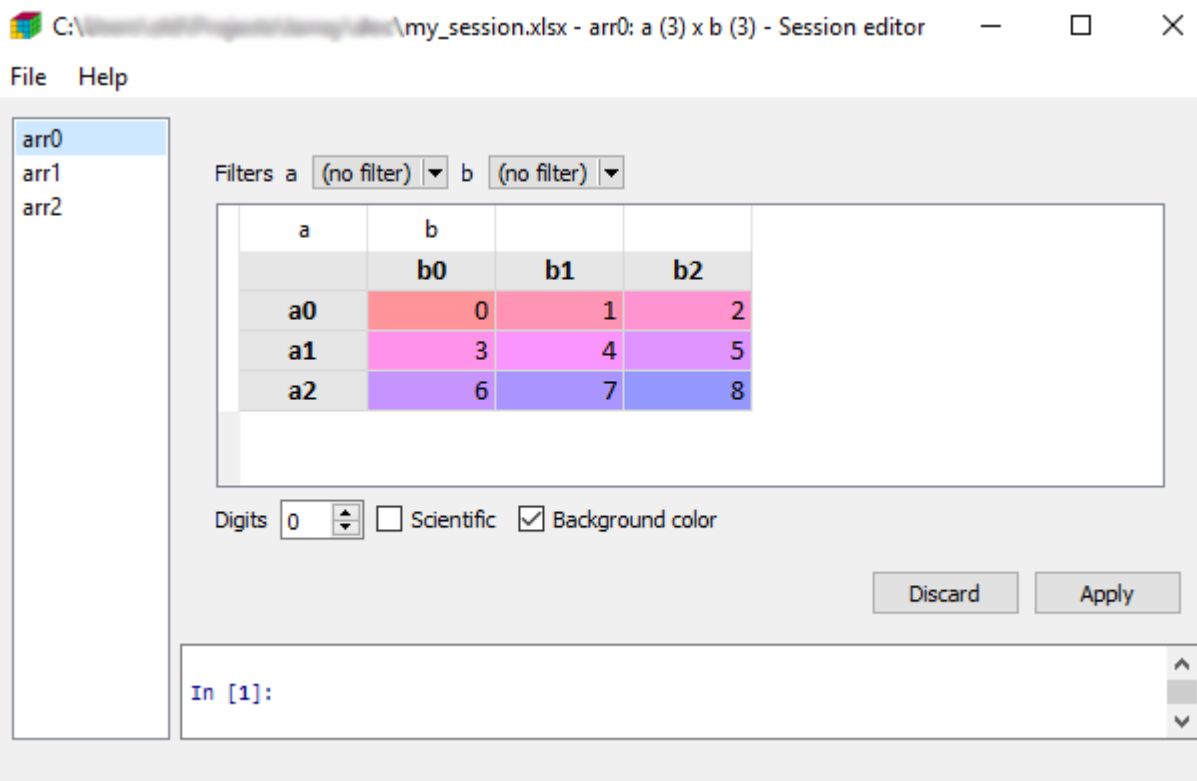 C:\ \my_session.xlsx - arr0: a (3) x b (3) - Session editor
File Help
arr0
arr1
arr2
Filters a (no filter) b (no filter)
a b
b0 b1 b2
a0 0 1 2
a1 3 4 5
a2 6 7 8
Digits 0 Scientific Background color
Discard Apply
In [1]: